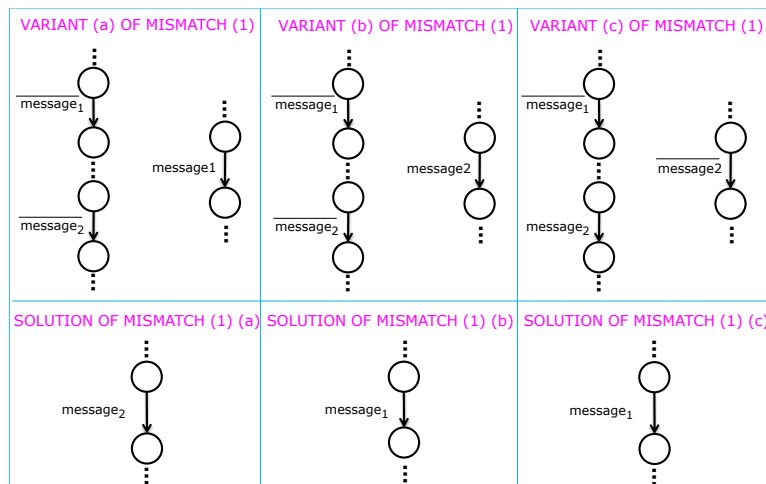 VARIANT (a) OF MISMATCH (1)
message₁
message1
message₂
VARIANT (b) OF MISMATCH (1)
message₁
message2
message₂
VARIANT (c) OF MISMATCH (1)
message₁
message2
message₂
SOLUTION OF MISMATCH (1) (a)
message₂
SOLUTION OF MISMATCH (1) (b)
message₁
SOLUTION OF MISMATCH (1) (c)
message₁